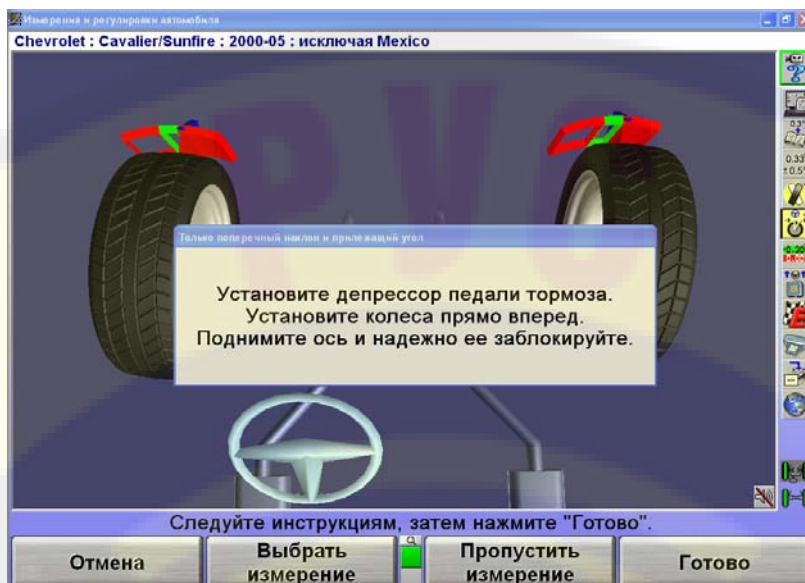 Измерения и регулировки автомобиля
Chevrolet : Cavalier/Sunfire : 2000-05 : исключая Mexico
PVC
Только поперечный наклон и прилежащий угол
Установите депрессор педали тормоза.
Установите колеса прямо вперед.
Поднимите ось и надежно ее заблокируйте.
Следуйте инструкциям, затем нажмите "Готово".
Отмена
Выбрать измерение
Пропустить измерение
Готово